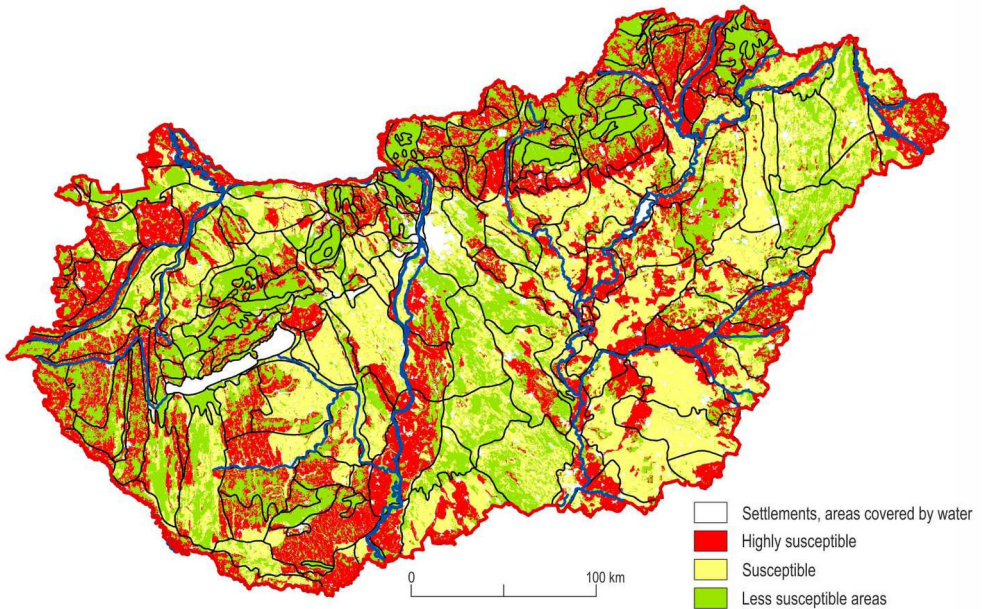 Settlements, areas covered by water
Highly susceptible
Susceptible
Less susceptible areas
0 100 km